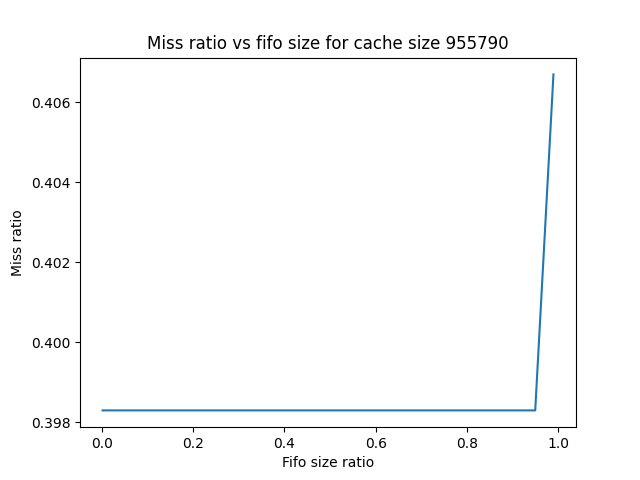 Miss ratio vs fifo size for cache size 955790
0.406
0.404
0.402
0.400
0.398
Miss ratio
0.0 0.2 0.4 0.6 0.8 1.0
Fifo size ratio